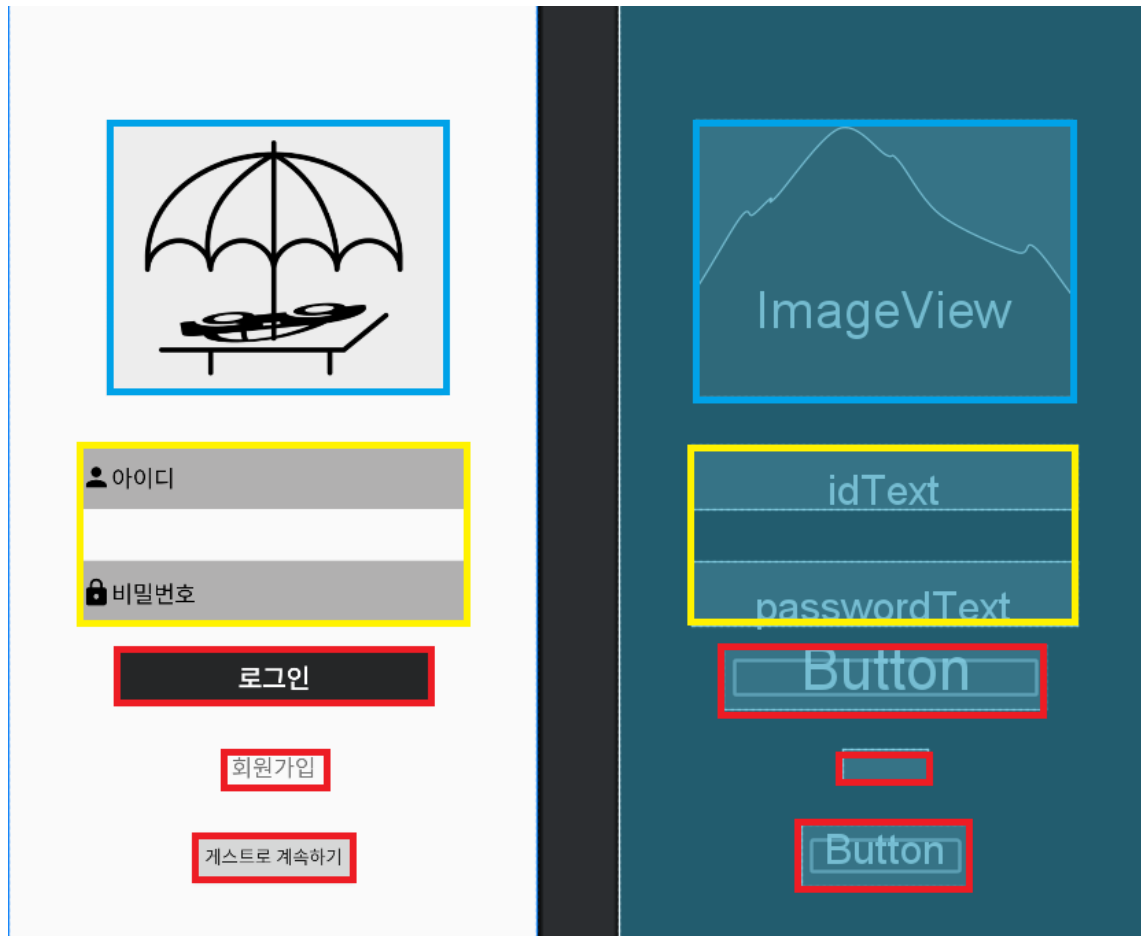 아이디
비밀번호
로그인
회원가입
게스트로 계속하기
ImageView
idText
passwordText
Button
Button